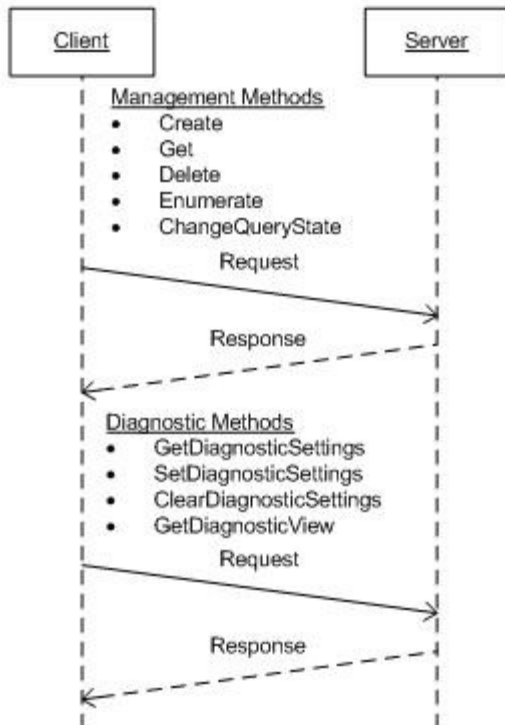 Client
Server
Management Methods
• Create
• Get
• Delete
• Enumerate
• ChangeQueryState
Request
Response
Diagnostic Methods
• GetDiagnosticSettings
• SetDiagnosticSettings
• ClearDiagnosticSettings
• GetDiagnosticView
Request
Response